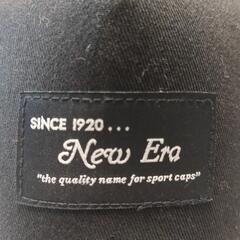 SINCE 1920...
New Era
"the quality name for sport caps"